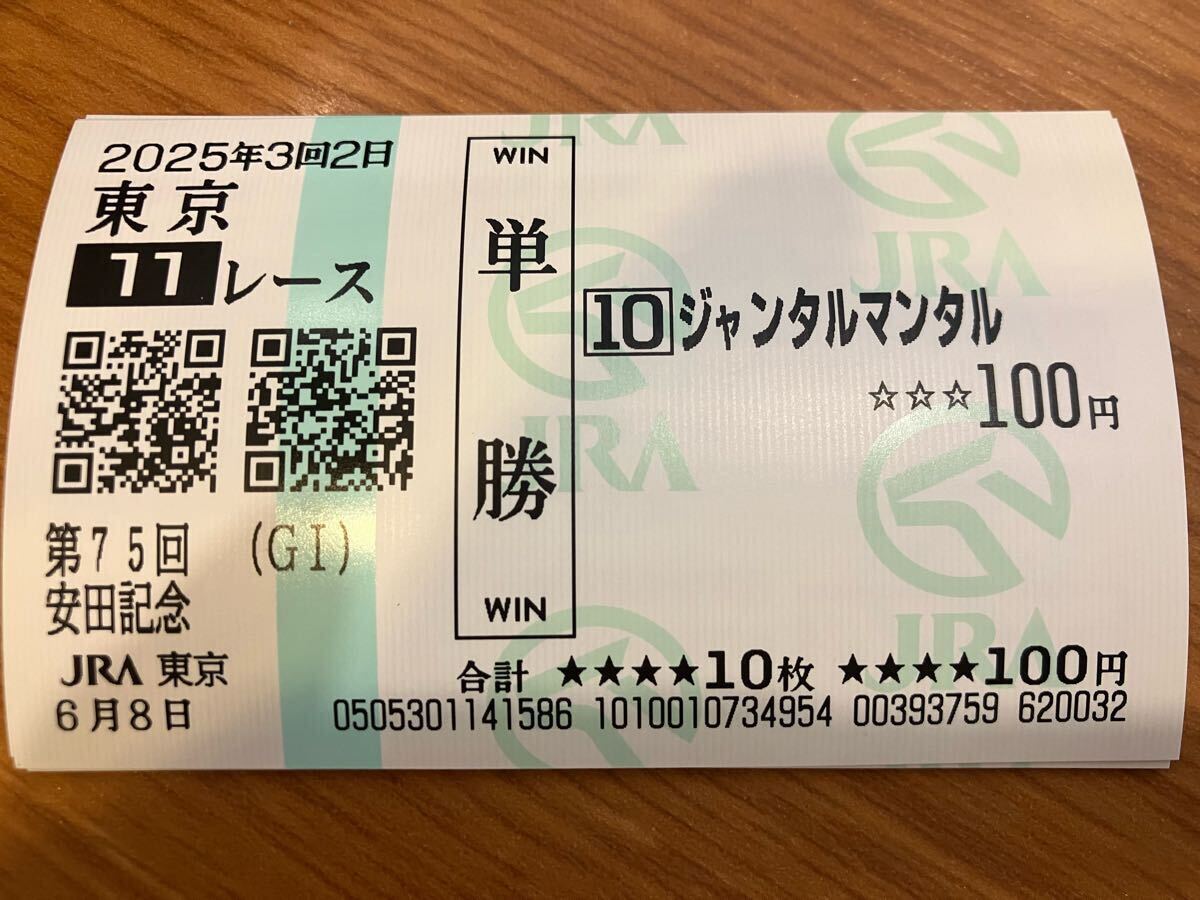 2025年3回2日
東京
11レース
第75回 (GⅠ)
安田記念
JRA 東京
6月8日
WIN
単勝
WIN
10ジャンタルマンタル
☆☆☆100円
合計 ★★★★10枚 ★★★★100円
0505301141586 1010010734954 00393759 620032
JRA
JRA
JRA
JRA